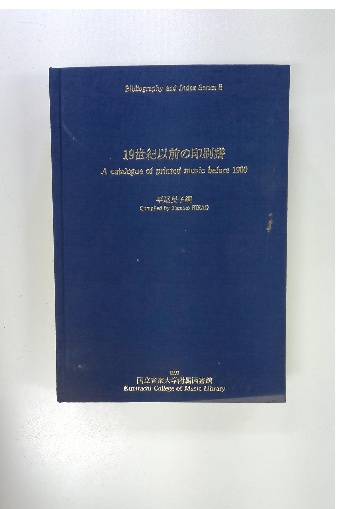 Bibliography and Index Series 8
19世紀以前の印刷譜
A catalogue of printed music before 1900
Compiled by HIRAO
国立音楽大学附属図書館
Kunitachi College of Music Library